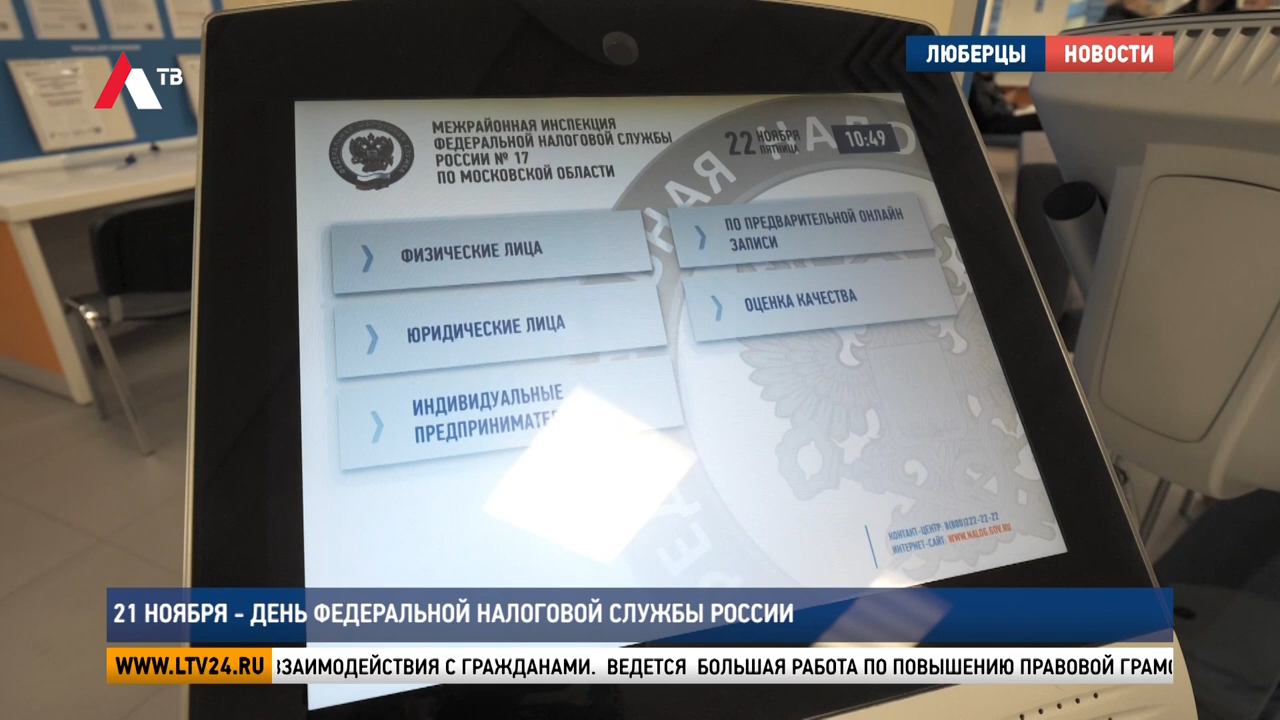 ТВ
ЛЮБЕРЦЫ НОВОСТИ
МЕЖРАЙОННАЯ ИНСПЕКЦИЯ
ФЕДЕРАЛЬНОЙ НАЛОГОВОЙ СЛУЖБЫ
РОССИИ № 17
ПО МОСКОВСКОЙ ОБЛАСТИ
22 НОЯБРЯ
ПЯТНИЦА
10:49
ФИЗИЧЕСКИЕ ЛИЦА
ЮРИДИЧЕСКИЕ ЛИЦА
ИНДИВИДУАЛЬНЫЕ
ПО ПРЕДВАРИТЕЛЬНОЙ ОНЛАЙН
ЗАПИСИ
ОЦЕНКА КАЧЕСТВА
КОНТАКТ-ЦЕНТР: 8(800)222-22-22
ИНТЕРНЕТ-САЙТ: WWW.NALOG.GOV.RU
21 НОЯБРЯ - ДЕНЬ ФЕДЕРАЛЬНОЙ НАЛОГОВОЙ СЛУЖБЫ РОССИИ
WWW.LTV24.RU ВЗАИМОДЕЙСТВИЯ С ГРАЖДАНАМИ. ВЕДЕТСЯ БОЛЬШАЯ РАБОТА ПО ПОВЫШЕНИЮ ПРАВОВОЙ ГРАМО